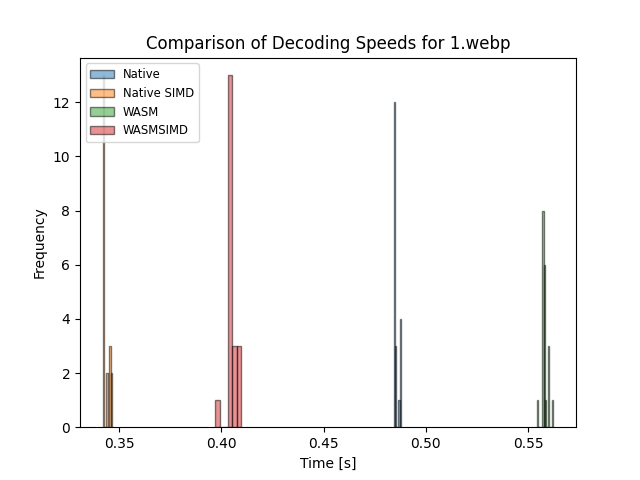 Comparison of Decoding Speeds for 1.webp
Native
Native SIMD
WASM
WASMSIMD
12
10
8
6
4
2
0
Frequency
0.35
0.40
0.45
0.50
0.55
Time [s]